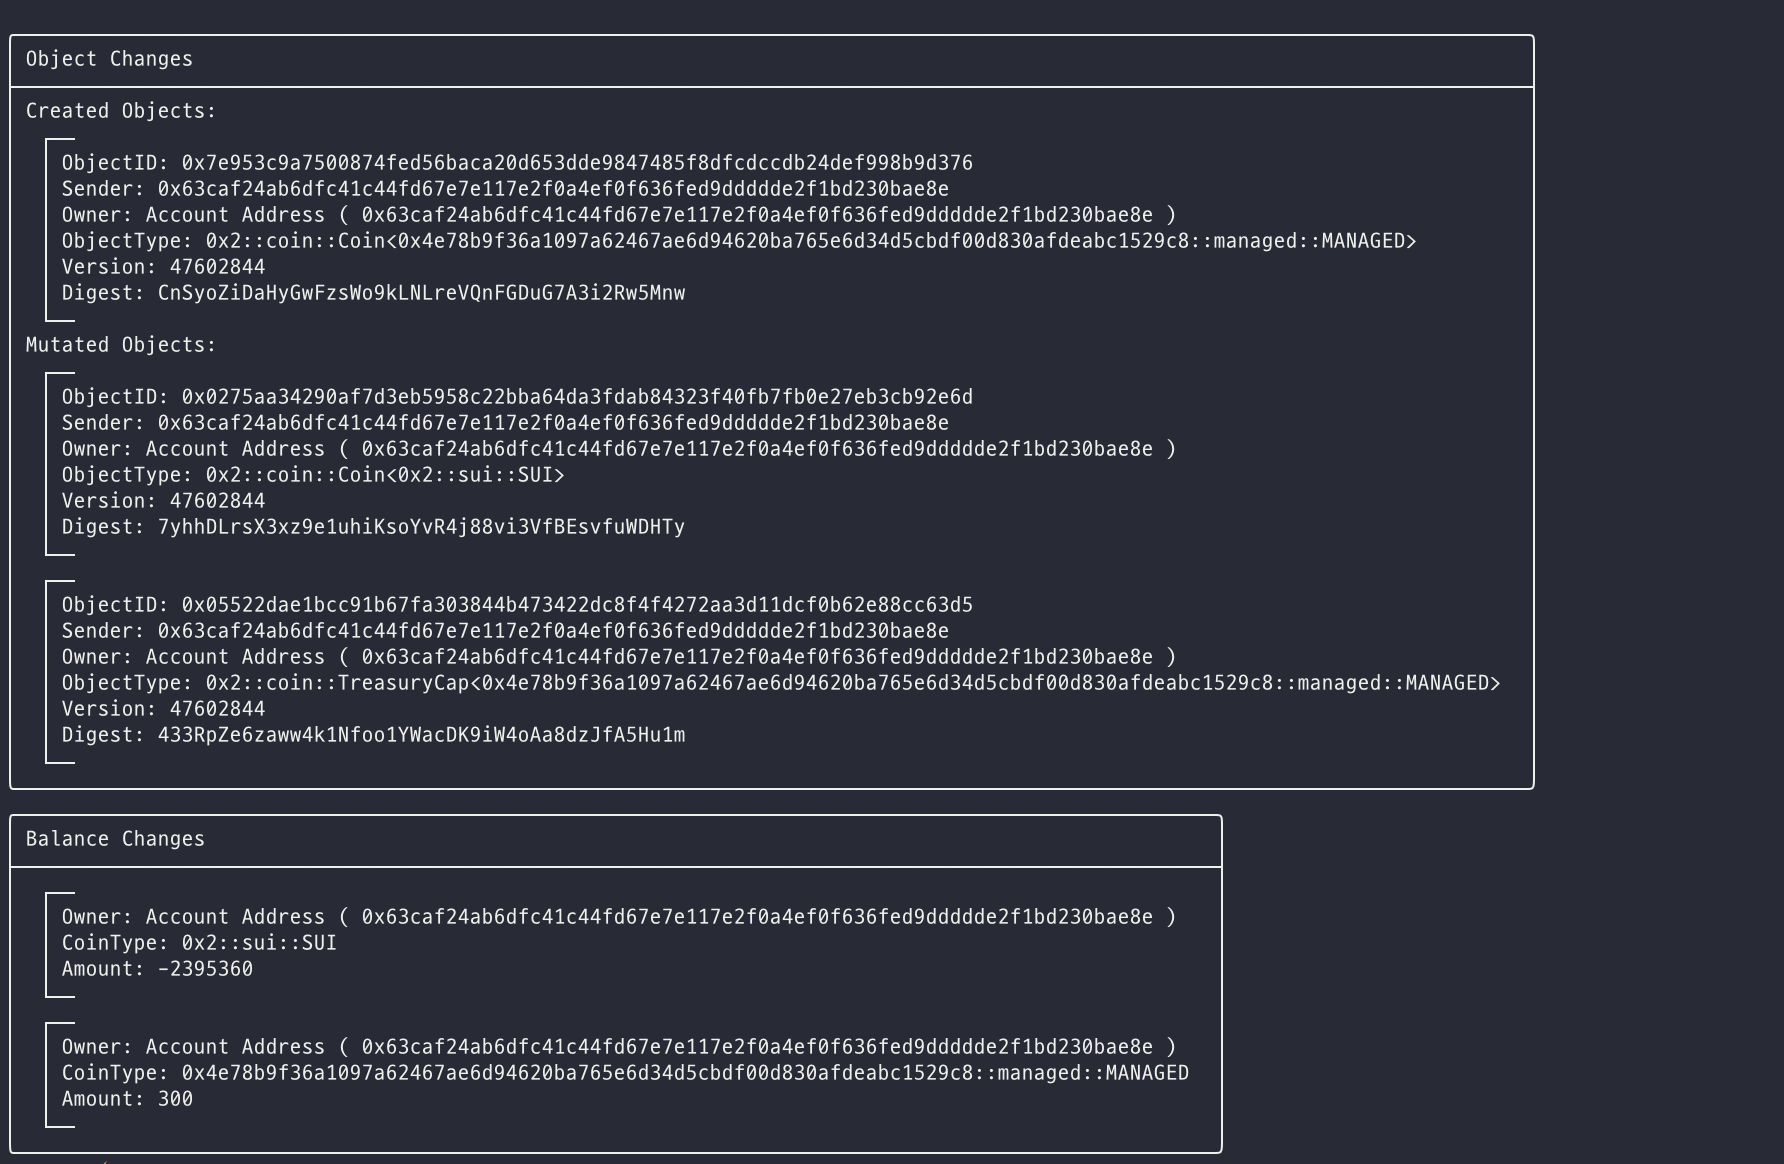 Object Changes
Created Objects:
ObjectID: 0x7e953c9a7500874fed56baca20d653dde9847485f8dfcdccdb24def998b9d376
Sender: 0x63caf24ab6dfc41c44fd67e7e117e2f0a4ef0f636fed9ddddde2f1bd230bae8e
Owner: Account Address ( 0x63caf24ab6dfc41c44fd67e7e117e2f0a4ef0f636fed9ddddde2f1bd230bae8e )
ObjectType: 0x2::coin::Coin<0x4e78b9f36a1097a62467ae6d94620ba765e6d34d5cbdf00d830afdeabc1529c8::managed::MANAGED>
Version: 47602844
Digest: CnSyoZiDaHyGwFzsWo9kLNLreVQnFGDuG7A3i2Rw5Mnw
Mutated Objects:
ObjectID: 0x0275aa34290af7d3eb5958c22bba64da3fdab84323f40fb7fb0e27eb3cb92e6d
Sender: 0x63caf24ab6dfc41c44fd67e7e117e2f0a4ef0f636fed9ddddde2f1bd230bae8e
Owner: Account Address ( 0x63caf24ab6dfc41c44fd67e7e117e2f0a4ef0f636fed9ddddde2f1bd230bae8e )
ObjectType: 0x2::coin::Coin<0x2::sui::SUI>
Version: 47602844
Digest: 7yhhDLrsX3xz9e1uhiKsoYvR4j88vi3VfBEsvfuWDHTy
ObjectID: 0x05522dae1bcc91b67fa303844b473422dc8f4f4272aa3d11dcf0b62e88cc63d5
Sender: 0x63caf24ab6dfc41c44fd67e7e117e2f0a4ef0f636fed9ddddde2f1bd230bae8e
Owner: Account Address ( 0x63caf24ab6dfc41c44fd67e7e117e2f0a4ef0f636fed9ddddde2f1bd230bae8e )
ObjectType: 0x2::coin::TreasuryCap<0x4e78b9f36a1097a62467ae6d94620ba765e6d34d5cbdf00d830afdeabc1529c8::managed::MANAGED>
Version: 47602844
Digest: 433RpZe6zaww4k1Nfoo1YWacDK9iW4oAa8dzJfA5Hu1m
Balance Changes
Owner: Account Address ( 0x63caf24ab6dfc41c44fd67e7e117e2f0a4ef0f636fed9ddddde2f1bd230bae8e )
CoinType: 0x2::sui::SUI
Amount: -2395360
Owner: Account Address ( 0x63caf24ab6dfc41c44fd67e7e117e2f0a4ef0f636fed9ddddde2f1bd230bae8e )
CoinType: 0x4e78b9f36a1097a62467ae6d94620ba765e6d34d5cbdf00d830afdeabc1529c8::managed::MANAGED
Amount: 300